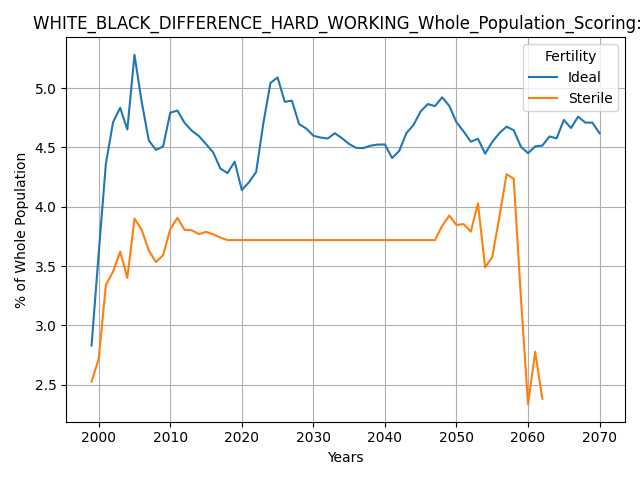 WHITE_BLACK_DIFFERENCE_HARD_WORKING_Whole_Population_Scoring:
Fertility
Ideal
Sterile
5.0
4.5
4.0
3.5
3.0
2.5
% of Whole Population
2000 2010 2020 2030 2040 2050 2060 2070
Years